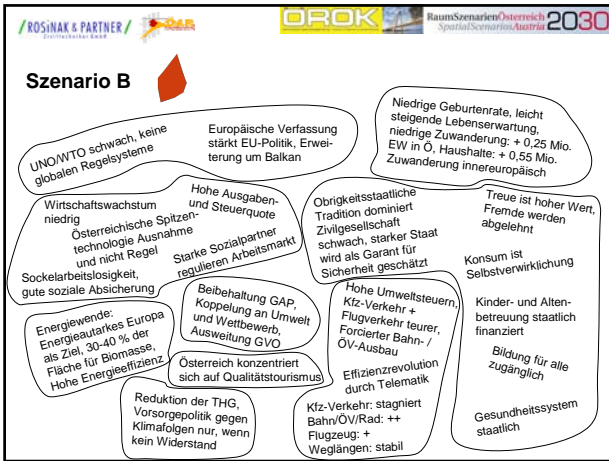 ROSINAK & PARTNER
Ziviltechniker GmbH
ÖAR
ÖROK
RaumSzenarienÖsterreich
SpatialScenariosAustria
2030
Szenario B
UNO/WTO schwach, keine
globalen Regelsysteme
Europäische Verfassung
stärkt EU-Politik, Erwei-
terung um Balkan
Niedrige Geburtenrate, leicht
steigende Lebenserwartung,
niedrige Zuwanderung: + 0,25 Mio.
EW in Ö, Haushalte: + 0,55 Mio.
Zuwanderung innereuropäisch
Wirtschaftswachstum
niedrig
Hohe Ausgaben-
und Steuerquote
Österreichische Spitzen-
technologie Ausnahme
und nicht Regel
Starke Sozialpartner
regulieren Arbeitsmarkt
Sockelarbeitslosigkeit,
gute soziale Absicherung
Obrigkeitsstaatliche
Tradition dominiert
Zivilgesellschaft
schwach, starker Staat
wird als Garant für
Sicherheit geschätzt
Treue ist hoher Wert,
Fremde werden
abgelehnt
Konsum ist
Selbstverwirklichung
Kinder- und Alten-
betreuung staatlich
finanziert
Bildung für alle
zugänglich
Gesundheitssystem
staatlich
Energiewende:
Energieautarkes Europa
als Ziel, 30-40 % der
Fläche für Biomasse,
Hohe Energieeffizienz
Beibehaltung GAP,
Koppelung an Umwelt
und Wettbewerb,
Ausweitung GVO
Österreich konzentriert
sich auf Qualitätstourismus
Hohe Umweltsteuern,
Kfz-Verkehr +
Flugverkehr teurer,
Forcierter Bahn- /
ÖV-Ausbau
Effizienzrevolution
durch Telematik
Kfz-Verkehr: stagniert
Bahn/ÖV/Rad: ++
Flugzeug: +
Weglängen: stabil
Reduktion der THG,
Vorsorgepolitik gegen
Klimafolgen nur, wenn
kein Widerstand